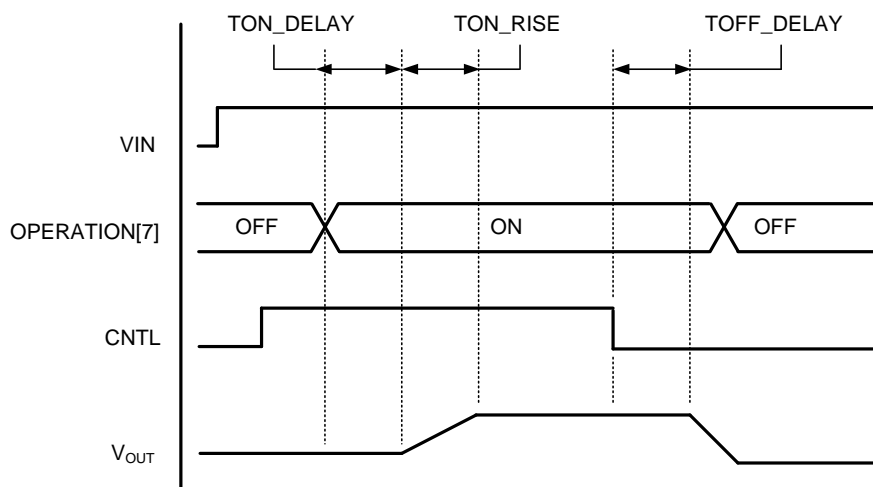 TON_DELAY TON_RISE TOFF_DELAY
VIN
OPERATION[7] OFF ON OFF
CNTL
VOUT